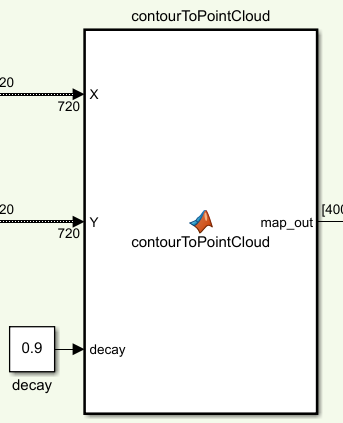 contourToPointCloud
20
720
X
20
720
Y
map_out
[400
contourToPointCloud
0.9
decay
decay